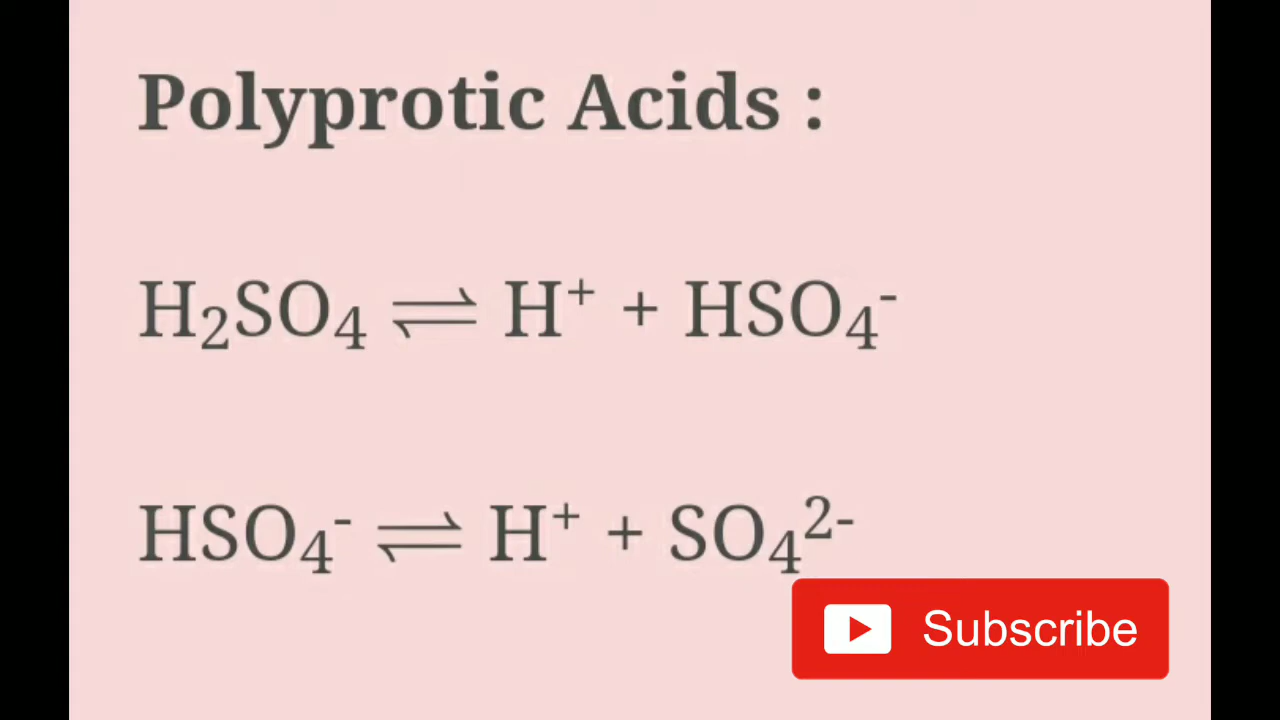 Polyprotic Acids :
H₂SO₄ ⇌ H⁺ + HSO₄⁻
HSO₄⁻ ⇌ H⁺ + SO₄²⁻
Subscribe